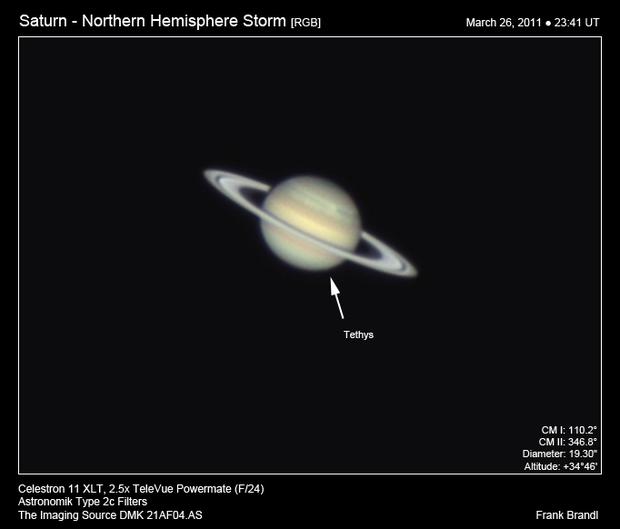 Saturn - Northern Hemisphere Storm [RGB]
March 26, 2011 ● 23:41 UT
Tethys
CM I: 110.2°
CM II: 346.8°
Diameter: 19.30"
Altitude: +34°46'
Celestron 11 XLT, 2.5x TeleVue Powermate (F/24)
Astronomik Type 2c Filters
The Imaging Source DMK 21AF04.AS
Frank Brandl